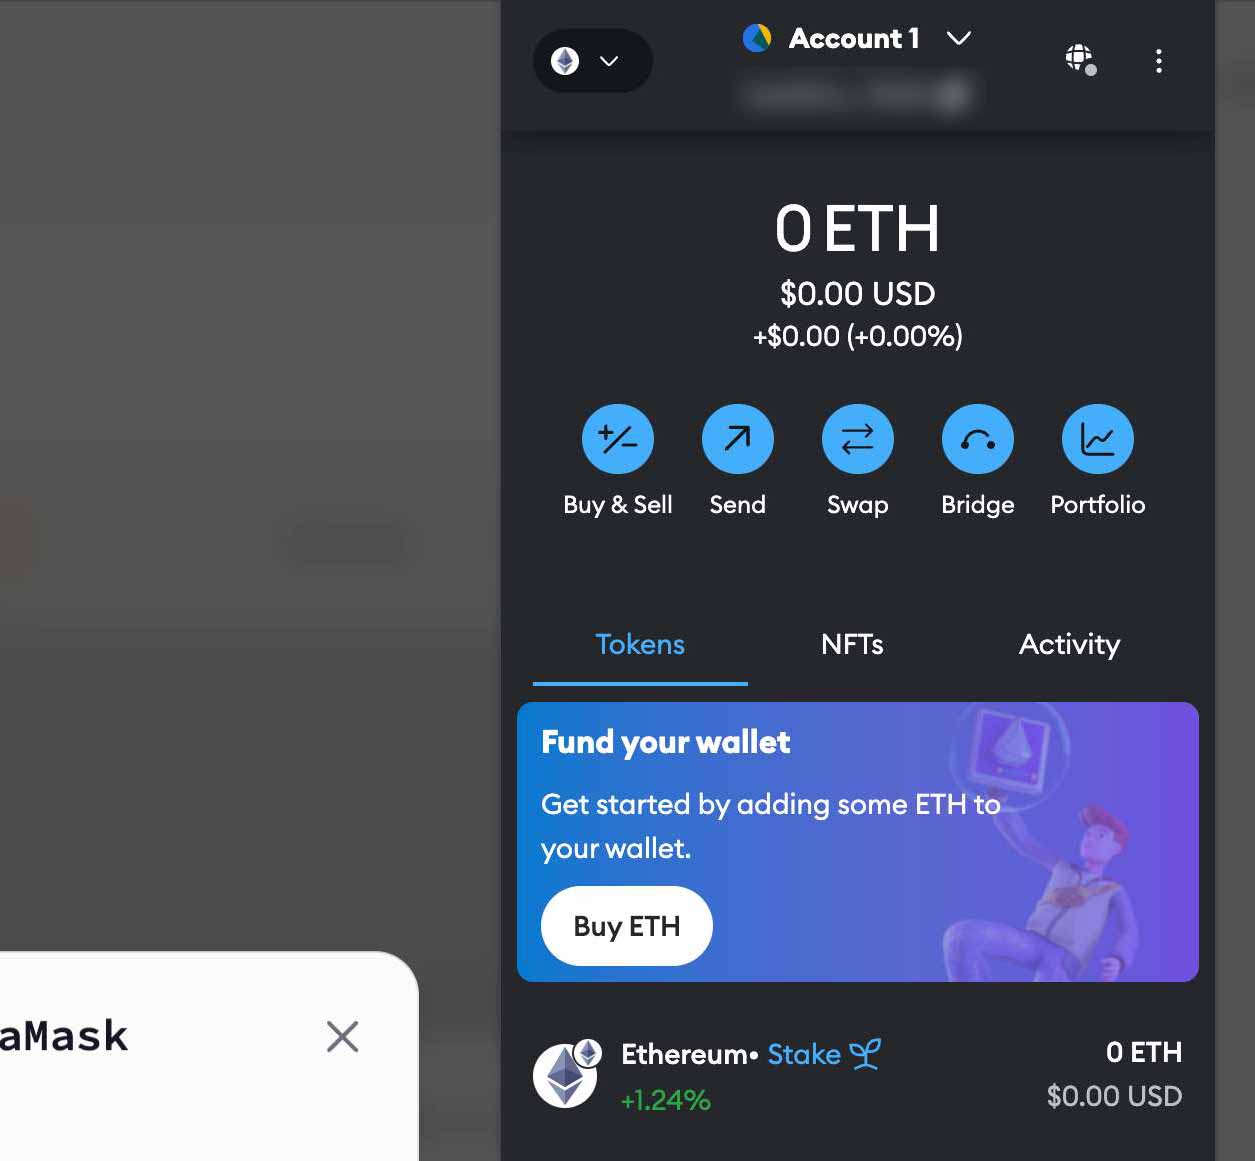 Account 1
0 ETH
$0.00 USD
+$0.00 (+0.00%)
Buy & Sell
Send
Swap
Bridge
Portfolio
Tokens
NFTs
Activity
Fund your wallet
Get started by adding some ETH to
your wallet.
Buy ETH
aMask
Ethereum• Stake
0 ETH
+1.24%
$0.00 USD